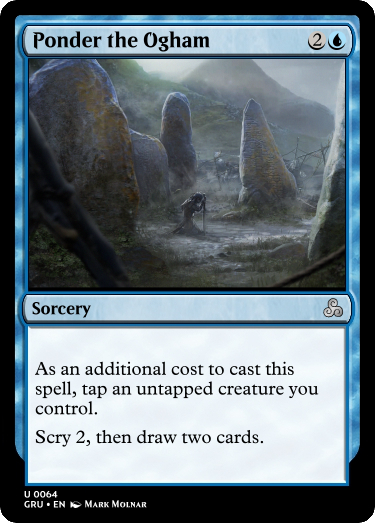 Ponder the Ogham 2
Sorcery
As an additional cost to cast this
spell, tap an untapped creature you
control.
Scry 2, then draw two cards.
U 0064
GRU • EN Mark Molnar